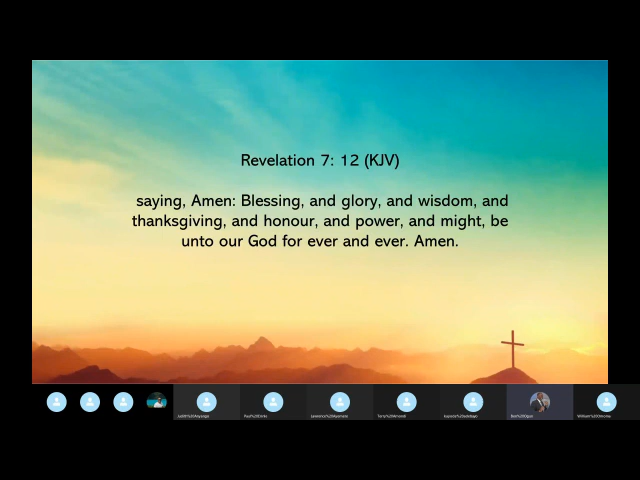 Revelation 7: 12 (KJV)
saying, Amen: Blessing, and glory, and wisdom, and
thanksgiving, and honour, and power, and might, be
unto our God for ever and ever. Amen.